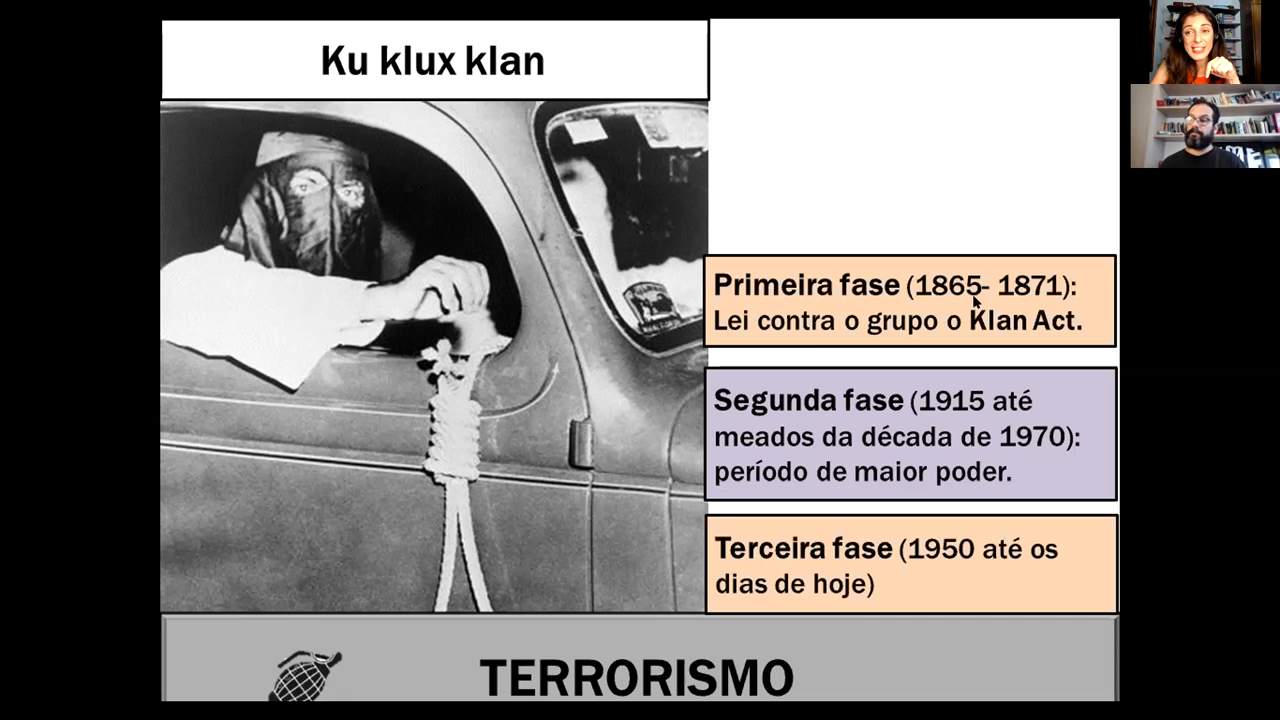 Ku klux klan
Primeira fase (1865- 1871):
Lei contra o grupo o Klan Act.
Segunda fase (1915 até
meados da década de 1970):
período de maior poder.
Terceira fase (1950 até os
dias de hoje)
TERRORISMO